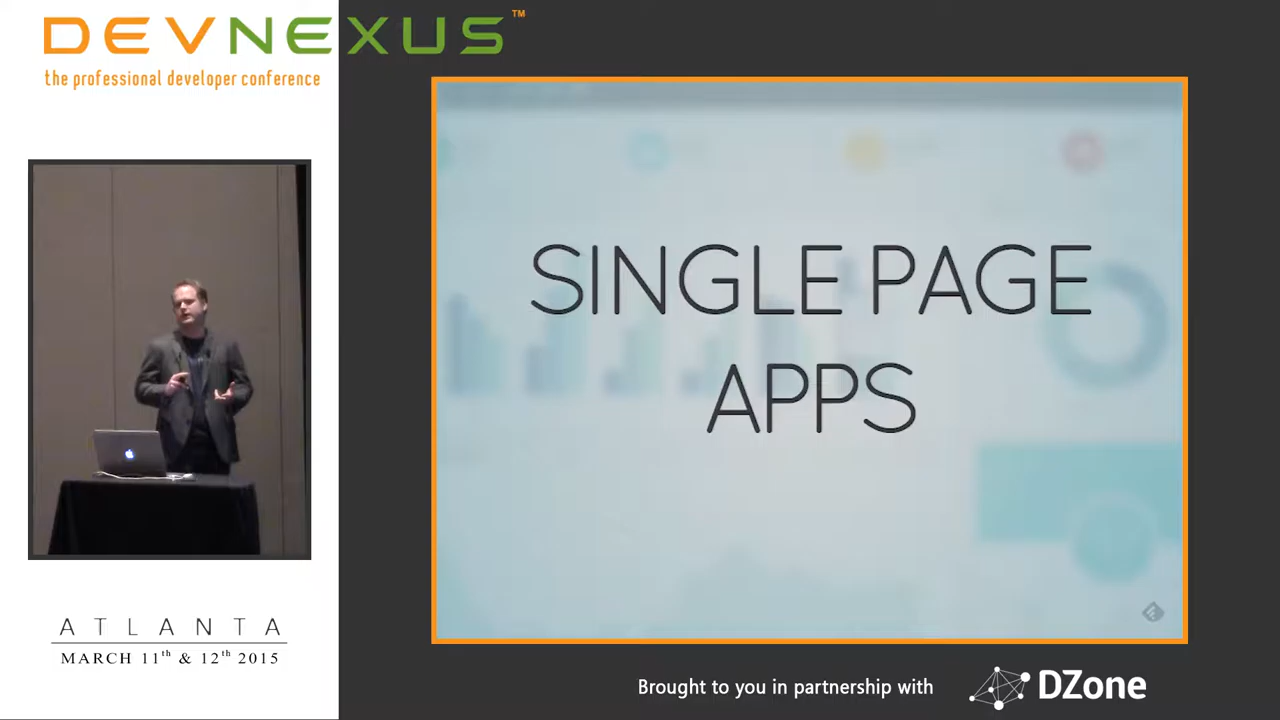 DEVNEXUS™
the professional developer conference
SINGLE PAGE
APPS
ATLANTA
MARCH 11th & 12th 2015
Brought to you in partnership with
DZone